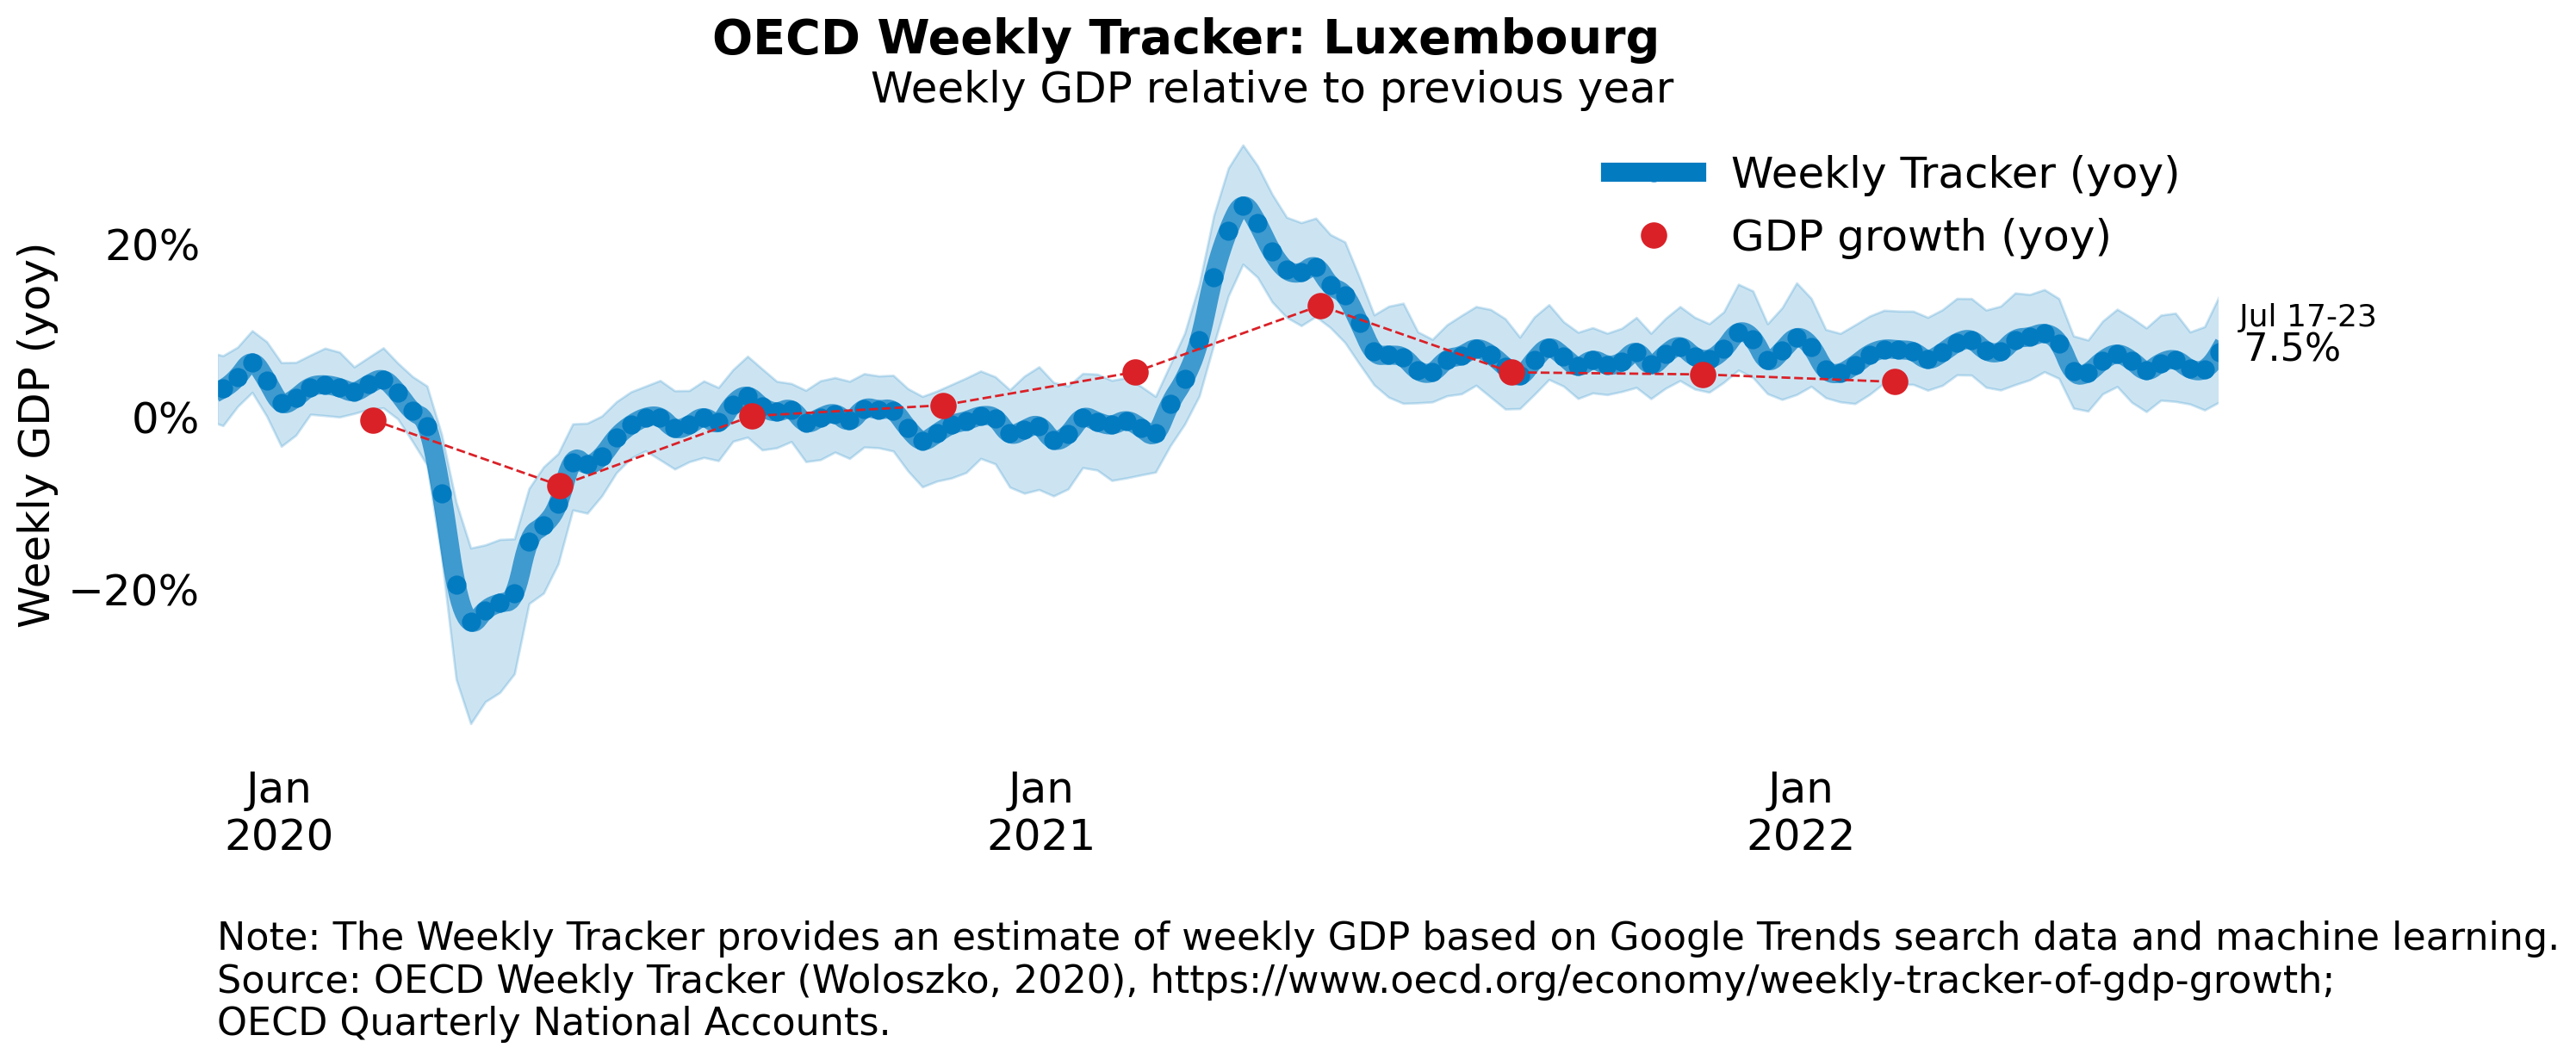 OECD Weekly Tracker: Luxembourg
Weekly GDP relative to previous year
Weekly Tracker (yoy)
GDP growth (yoy)
Weekly GDP (yoy)
20%
0%
−20%
Jul 17-23
7.5%
Jan
2020
Jan
2021
Jan
2022
Note: The Weekly Tracker provides an estimate of weekly GDP based on Google Trends search data and machine learning.
Source: OECD Weekly Tracker (Woloszko, 2020), https://www.oecd.org/economy/weekly-tracker-of-gdp-growth;
OECD Quarterly National Accounts.